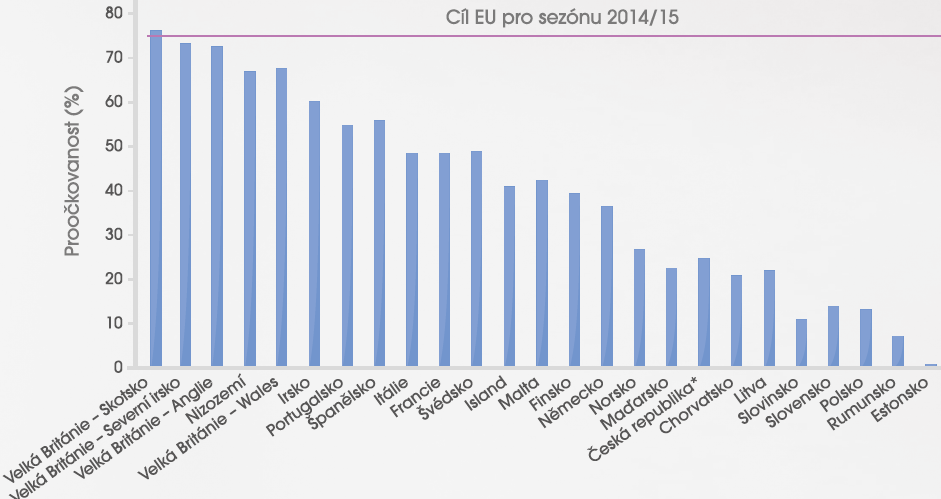 Cíl EU pro sezónu 2014/15
Proočkovanost (%)
80
70
60
50
40
30
20
10
0
Velká Británie – Skotsko
Velká Británie – Severní Irsko
Velká Británie – Anglie
Nizozemí
Velká Británie – Wales
Irsko
Portugalsko
Španělsko
Itálie
Francie
Švédsko
Island
Malta
Finsko
Německo
Norsko
Maďarsko
Česká republika*
Chorvatsko
Litva
Slovinsko
Slovensko
Polsko
Rumunsko
Estonsko